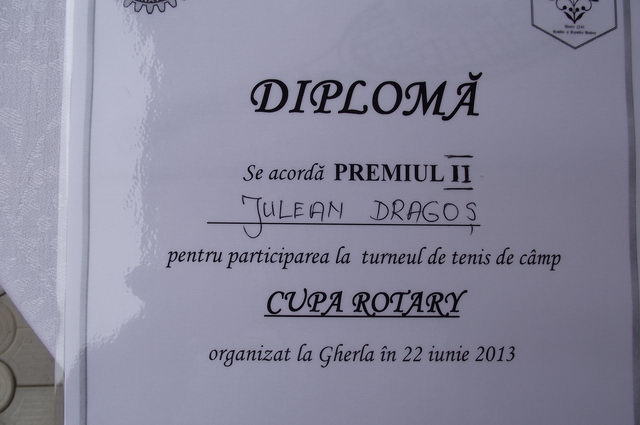 DIPLOMĂ
Se acordă PREMIUL II
JULEAN DRAGOȘ
pentru participarea la turneul de tenis de câmp
CUPA ROTARY
organizat la Gherla în 22 iunie 2013